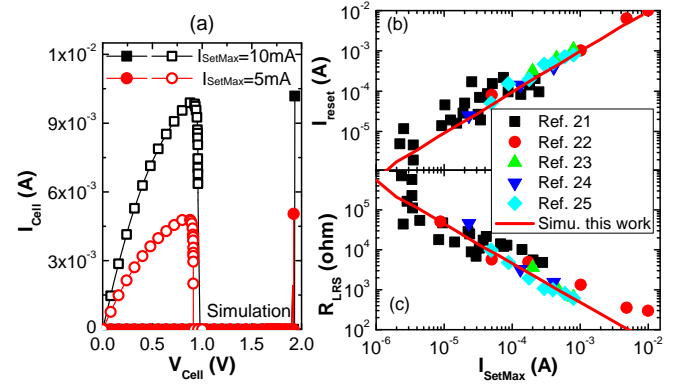 (a)
I_SetMax=10mA
I_SetMax=5mA
1x10^-2
9x10^-3
6x10^-3
3x10^-3
0
I_Cell (A)
Simulation
0.0 0.5 1.0 1.5 2.0
V_Cell (V)
(b)
10^-2
10^-3
10^-4
10^-5
I_reset (A)
Ref. 21
Ref. 22
Ref. 23
Ref. 24
Ref. 25
Simu. this work
(c)
10^5
10^4
10^3
10^2
R_LRS (ohm)
10^-6 10^-5 10^-4 10^-3 10^-2
I_SetMax (A)